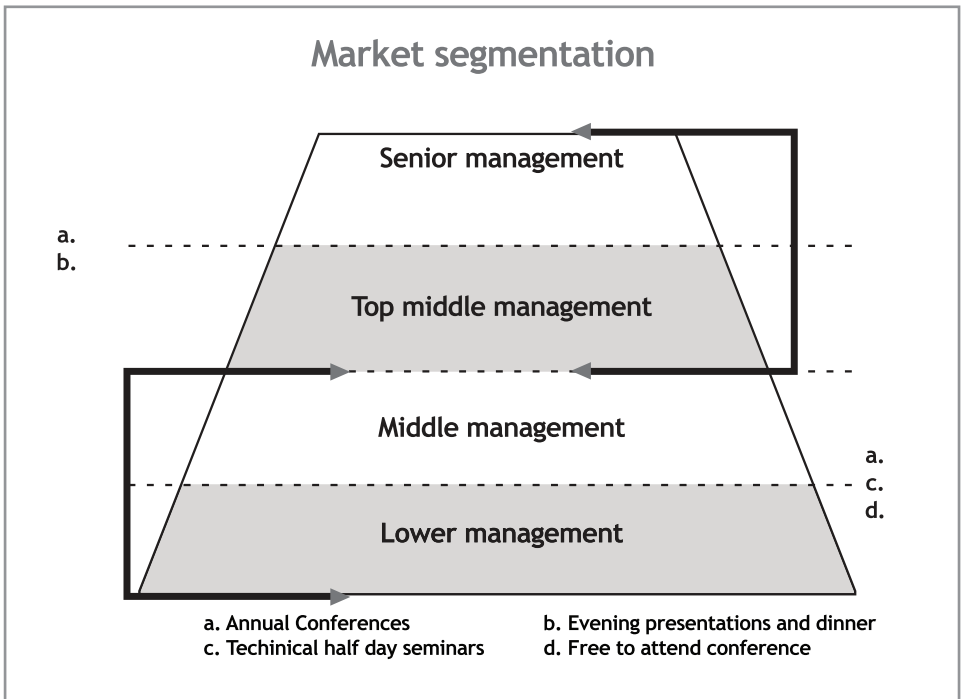 Market segmentation
Senior management
a.
b.
Top middle management
Middle management
a.
c.
d.
Lower management
a. Annual Conferences
b. Evening presentations and dinner
c. Techinical half day seminars
d. Free to attend conference